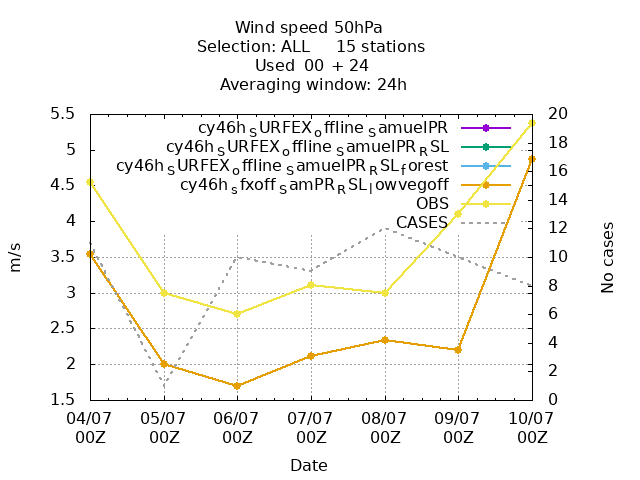 Wind speed 50hPa
Selection: ALL     15 stations
Used  00 + 24
Averaging window: 24h
5.5
5
4.5
4
3.5
3
2.5
2
1.5
m/s
cy46h_SURFEX_offline_samuelPR
cy46h_SURFEX_offline_samuelPR_RSL
cy46h_SURFEX_offline_samuelPR_RSL_forest
cy46h_sfxoff_samPR_RSL_lowvegoff
OBS
CASES
20
18
16
14
12
10
8
6
4
2
0
No cases
04/07 05/07 06/07 07/07 08/07 09/07 10/07
00Z 00Z 00Z 00Z 00Z 00Z 00Z
Date